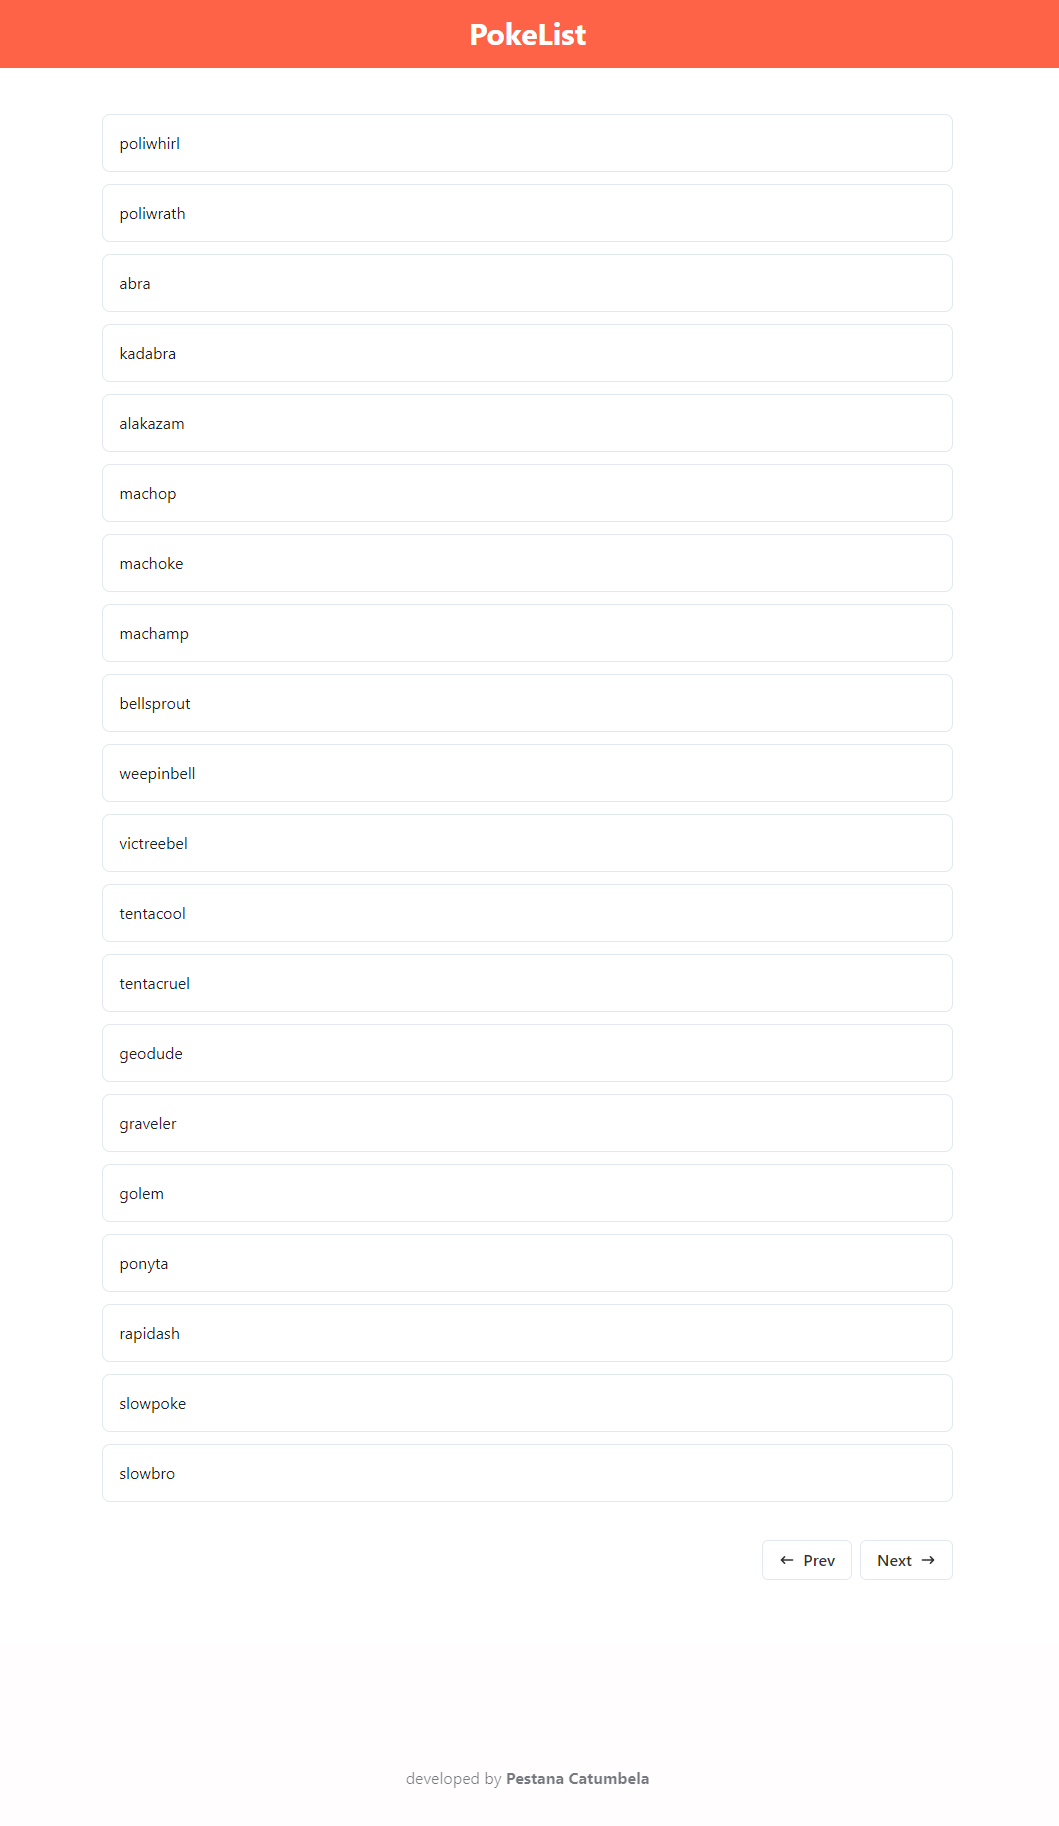 PokeList
poliwhirl
poliwrath
abra
kadabra
alakazam
machop
machoke
machamp
bellsprout
weepinbell
victreebel
tentacool
tentacruel
geodude
graveler
golem
ponyta
rapidash
slowpoke
slowbro
← Prev Next →
developed by Pestana Catumbela